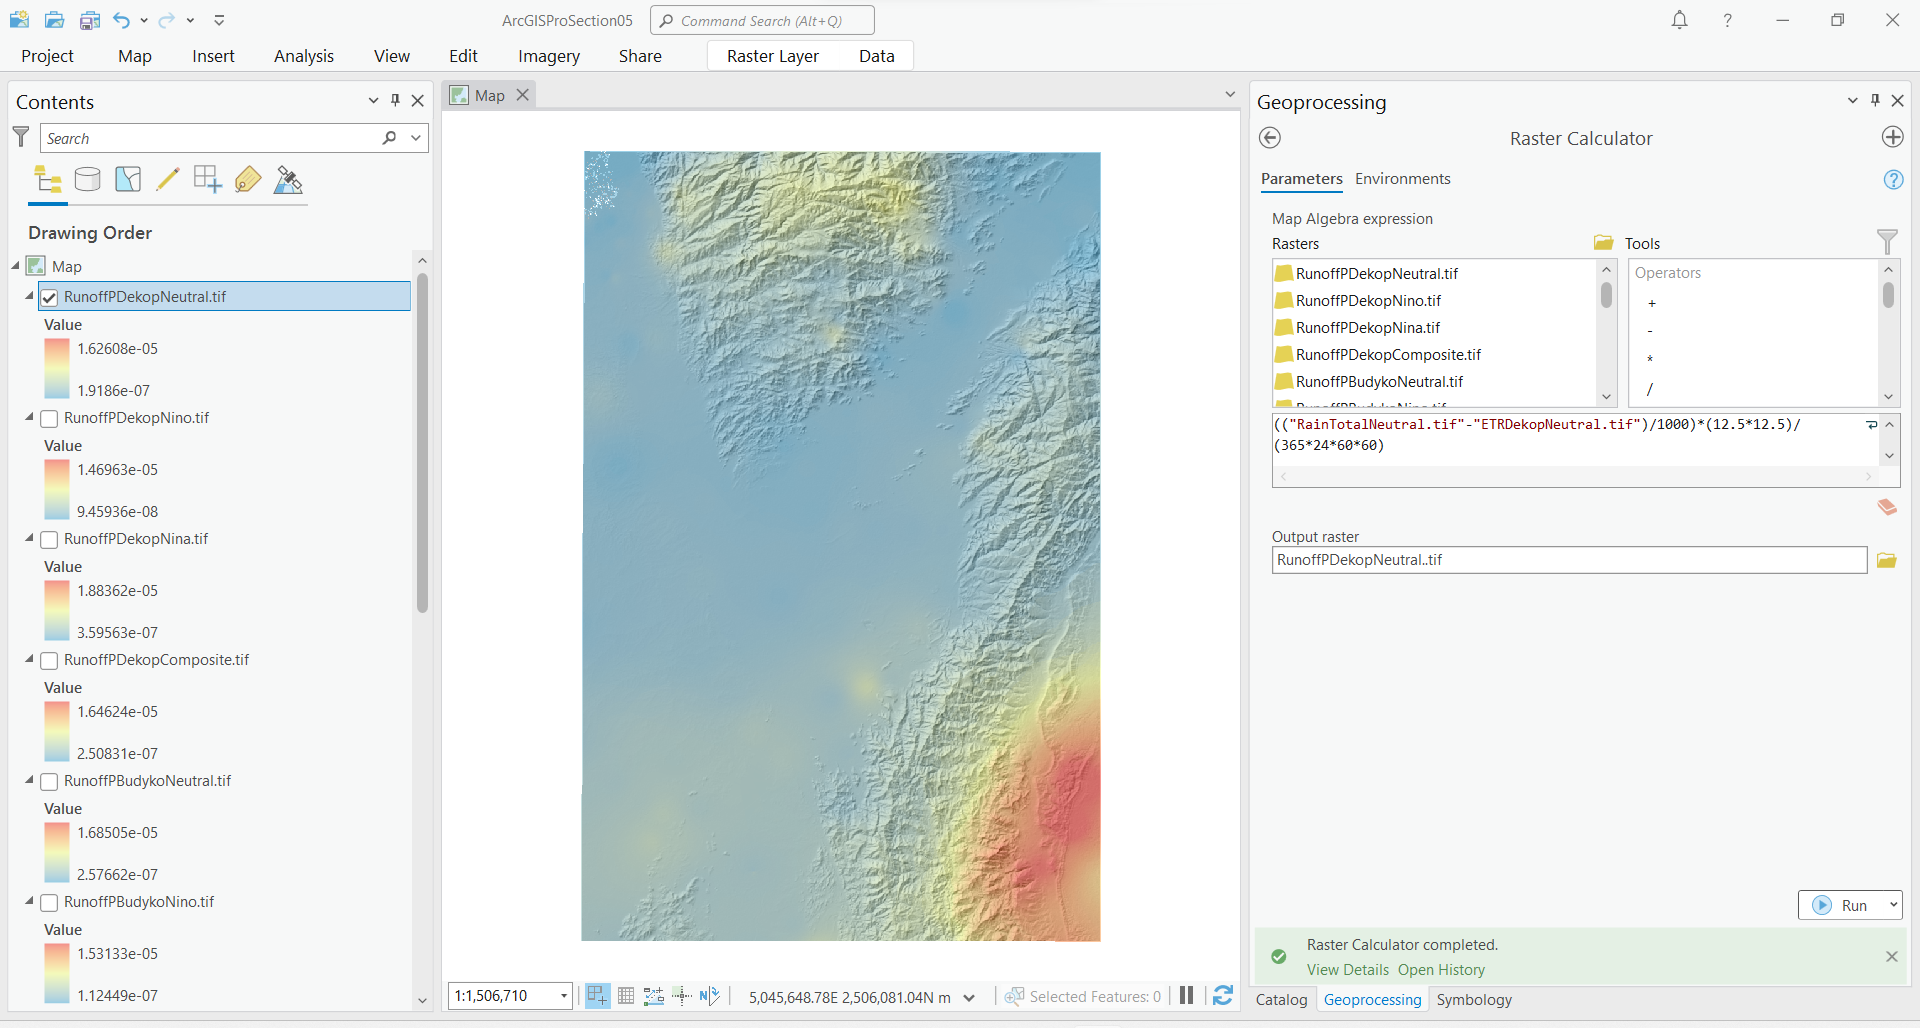 ArcGISProSection05
Command Search (Alt+Q)
Project Map Insert Analysis View Edit Imagery Share Raster Layer Data
Contents
Search
Drawing Order
Map
RunoffPDekopNeutral.tif
Value
1.62608e-05
1.9186e-07
RunoffPDekopNino.tif
Value
1.46963e-05
9.45936e-08
RunoffPDekopNina.tif
Value
1.88362e-05
3.59563e-07
RunoffPDekopComposite.tif
Value
1.64624e-05
2.50831e-07
RunoffPBudykoNeutral.tif
Value
1.68505e-05
2.57662e-07
RunoffPBudykoNino.tif
Value
1.53133e-05
1.12449e-07
Map
1:1,506,710
5,045,648.78E 2,506,081.04N m
Selected Features: 0
Geoprocessing
Raster Calculator
Parameters Environments
Map Algebra expression
Rasters
RunoffPDekopNeutral.tif
RunoffPDekopNino.tif
RunoffPDekopNina.tif
RunoffPDekopComposite.tif
RunoffPBudykoNeutral.tif
RunoffPBudykoNino.tif
Tools
Operators
+
-
*
/
(("RainTotalNeutral.tif"-"ETRDekopNeutral.tif")/1000)*(12.5*12.5)/
(365*24*60*60)
Output raster
RunoffPDekopNeutral..tif
Run
Raster Calculator completed.
View Details Open History
Catalog Geoprocessing Symbology